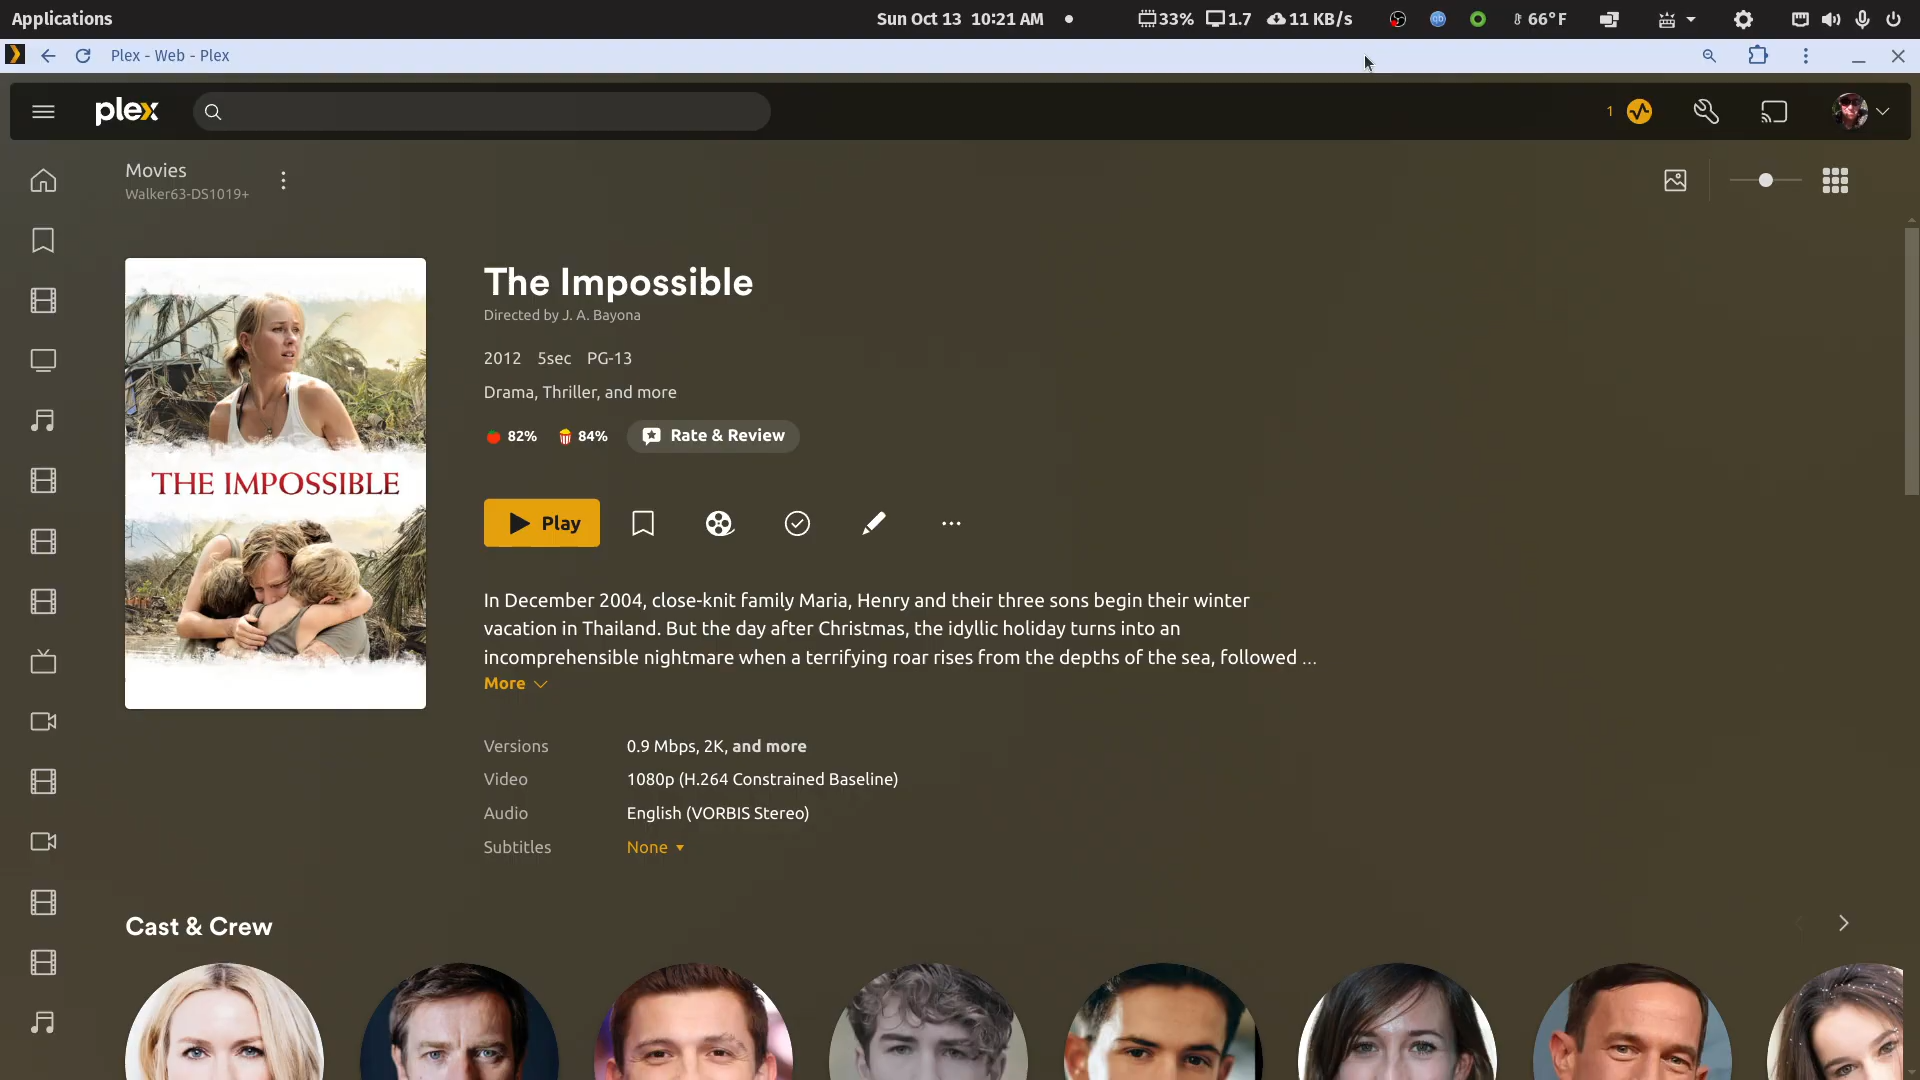 Applications
Sun Oct 13 10:21 AM
33%
1.7
11 KB/s
66°F
Plex - Web - Plex
plex
1
Movies
Walker63-DS1019+
THE IMPOSSIBLE
The Impossible
Directed by J. A. Bayona
2012 5sec PG-13
Drama, Thriller, and more
82% 84% Rate & Review
Play
In December 2004, close-knit family Maria, Henry and their three sons begin their winter
vacation in Thailand. But the day after Christmas, the idyllic holiday turns into an
incomprehensible nightmare when a terrifying roar rises from the depths of the sea, followed ...
More
Versions 0.9 Mbps, 2K, and more
Video 1080p (H.264 Constrained Baseline)
Audio English (VORBIS Stereo)
Subtitles None
Cast & Crew